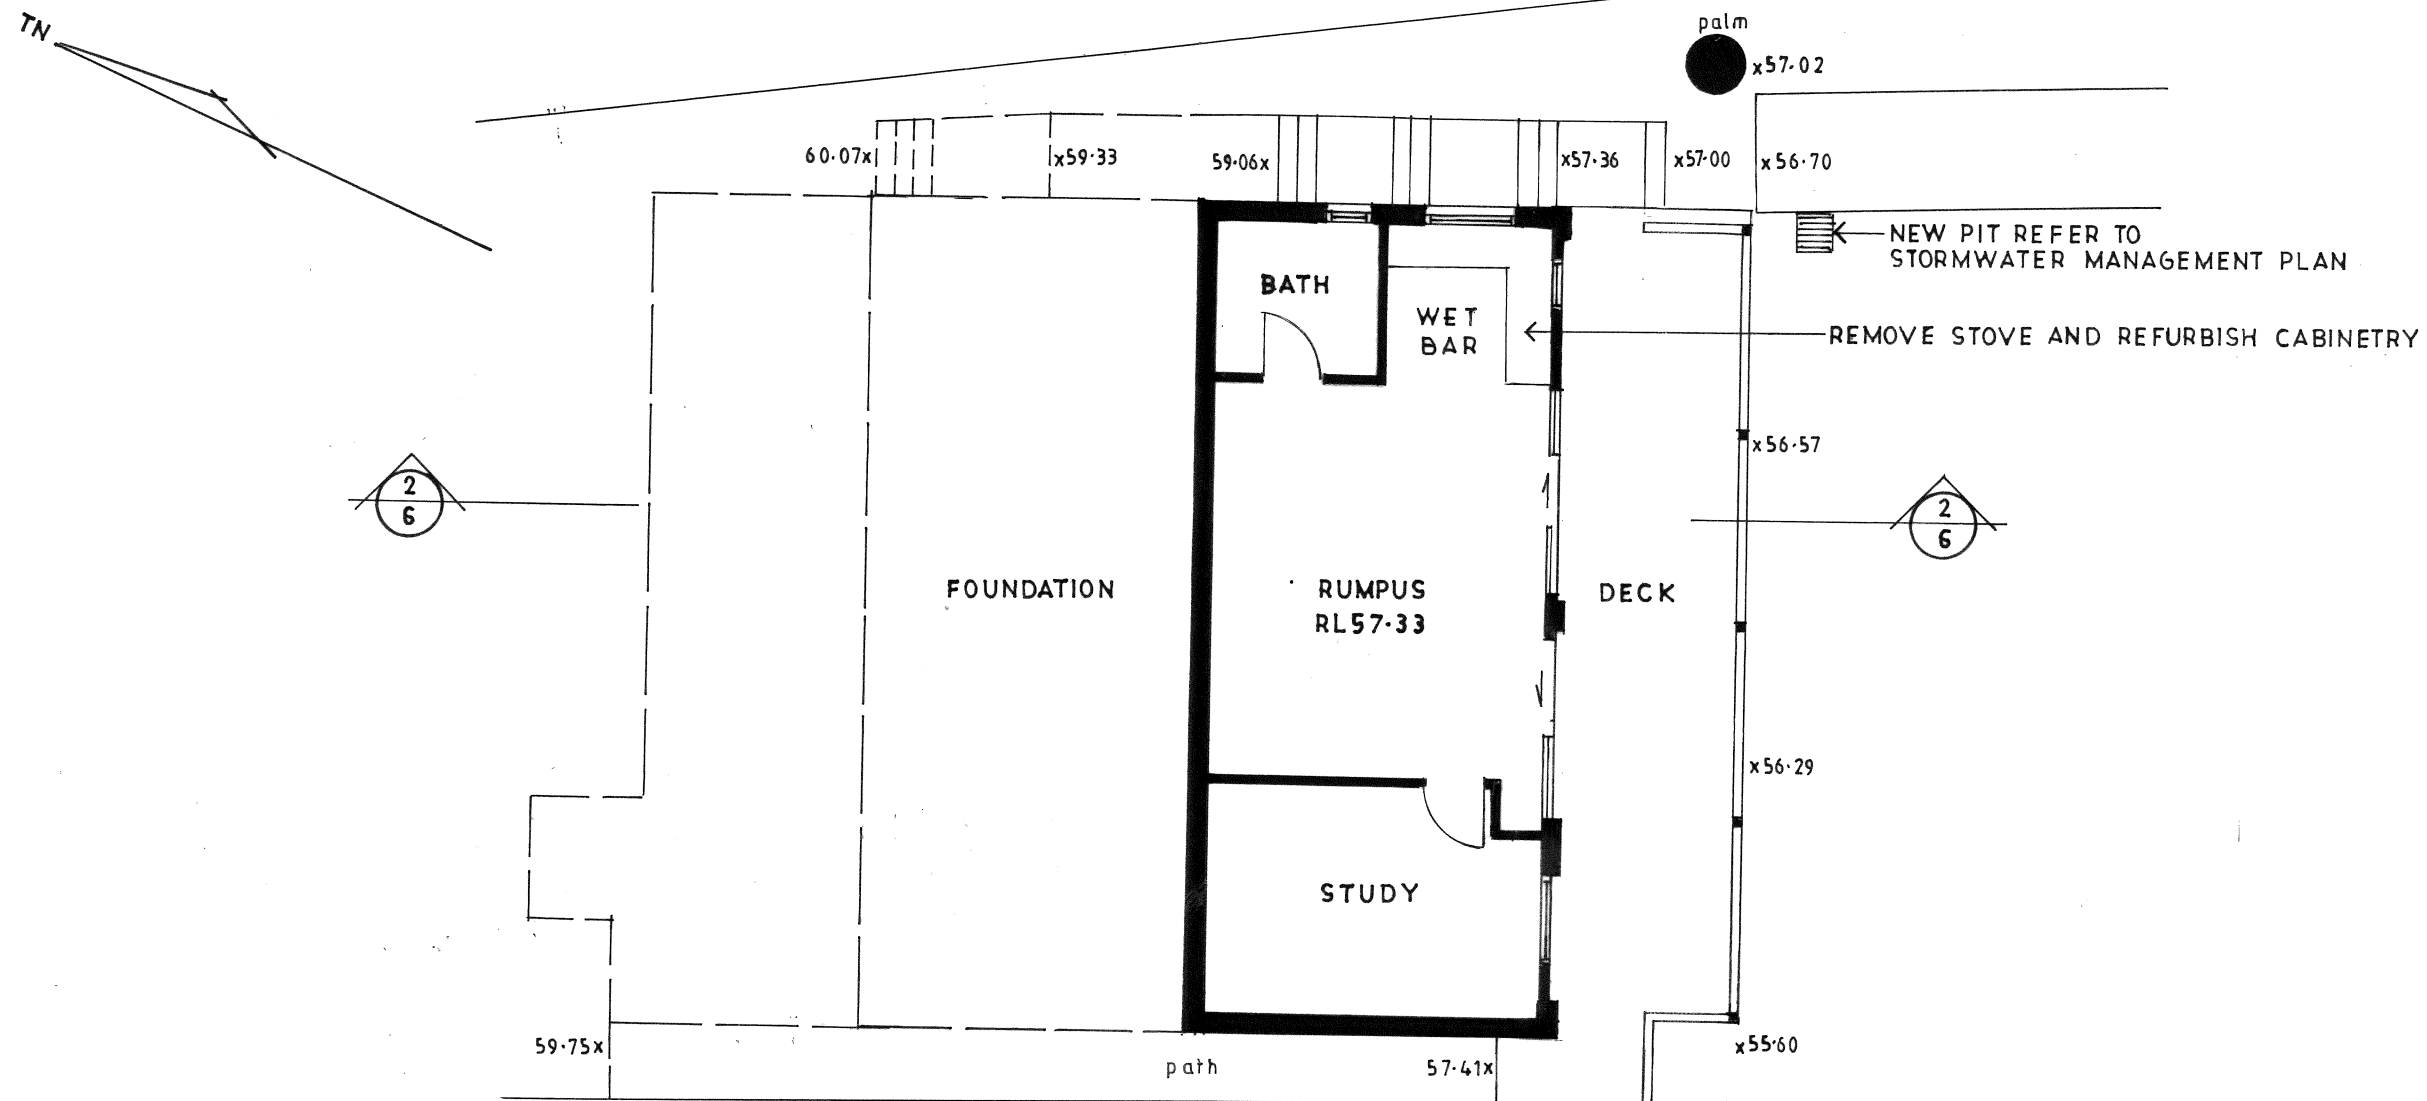 TN
palm
x57.02
60.07x
x59.33
59.06x
x57.36
x57.00
x56.70
NEW PIT REFER TO
STORMWATER MANAGEMENT PLAN
BATH
WET
BAR
REMOVE STOVE AND REFURBISH CABINETRY
x56.57
2
6
2
6
FOUNDATION
RUMPUS
RL57.33
DECK
x56.29
STUDY
59.75x
path
57.41x
x55.60